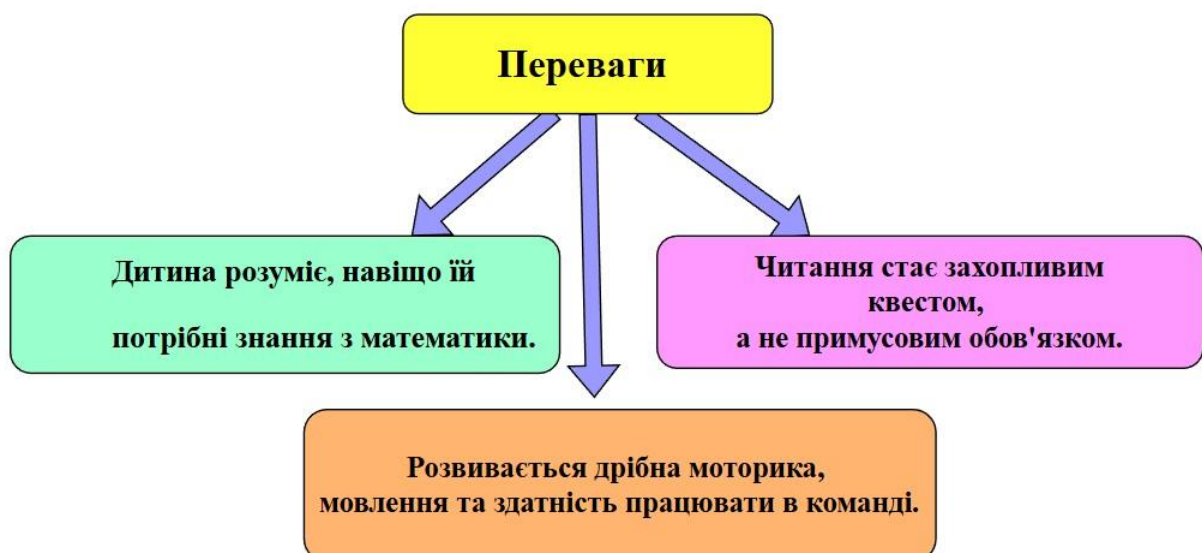 Переваги
Дитина розуміє, навіщо їй
потрібні знання з математики.
Читання стає захопливим
квестом,
а не примусовим обов'язком.
Розвивається дрібна моторика,
мовлення та здатність працювати в команді.